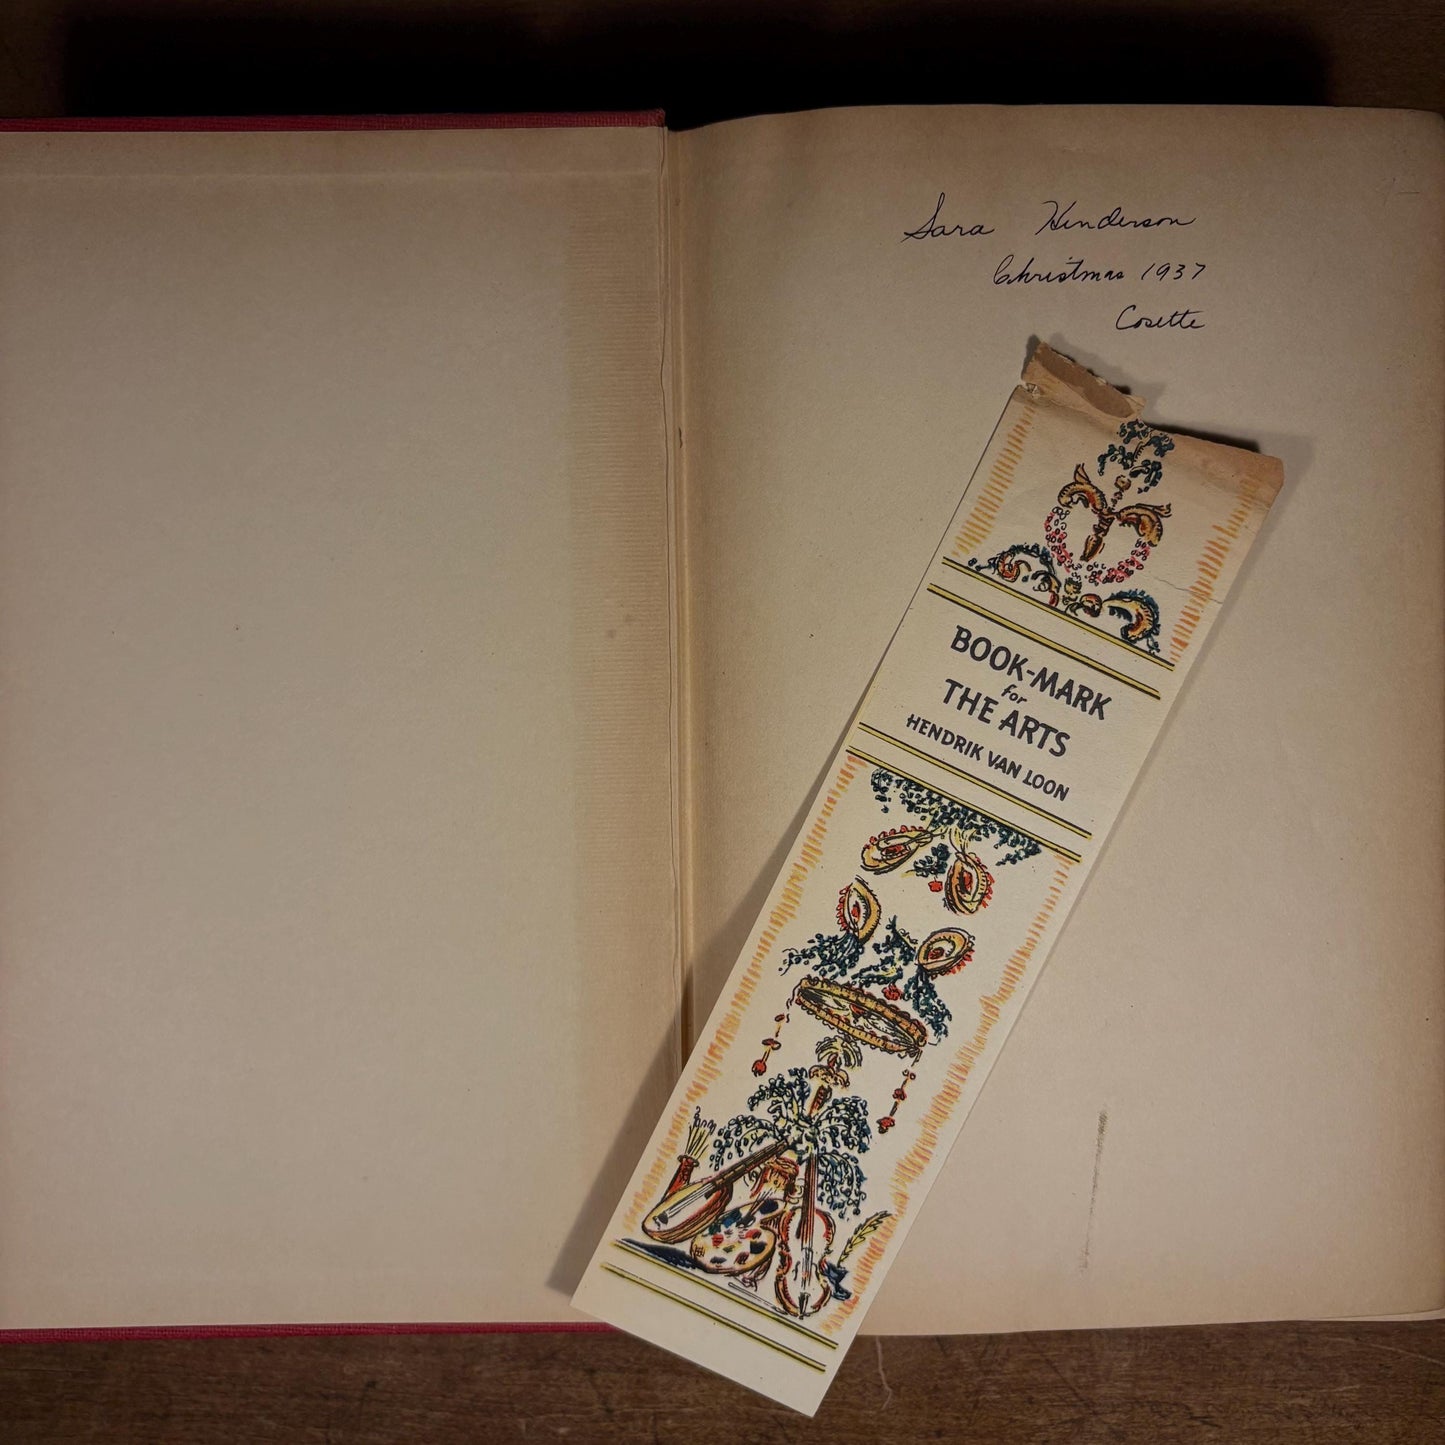 Sara Henderson
Christmas 1937
Cosette
BOOK-MARK
for
THE ARTS
HENDRIK VAN LOON